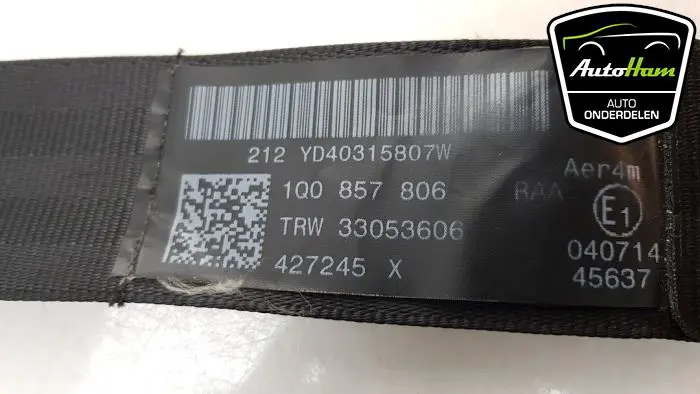 AutoHam
AUTO
ONDERDELEN
212 YD40315807W
1Q0 857 806
TRW 33053606
427245 X
Aer4m
E1
040714
45637